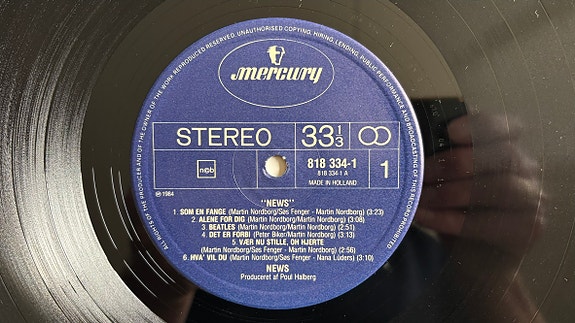 ALL RIGHTS OF THE PRODUCER AND OF THE OWNER OF THE WORK REPRODUCED RESERVED. UNAUTHORISED COPYING, HIRING, LENDING, PUBLIC PERFORMANCE AND BROADCASTING OF THIS RECORD PROHIBITED
mercury
STEREO
33 1/3
818 334-1
818 334 1 A
MADE IN HOLLAND
1
n©b
℗ 1984
"NEWS"
1. SOM EN FANGE (Martin Nordborg/Søs Fenger - Martin Nordborg) (3:23)
2. ALENE FOR DIG (Martin Nordborg/Martin Nordborg) (3:08)
3. BEATLES (Martin Nordborg/Martin Nordborg) (2:51)
4. DET ER FORBI (Peter Biker/Martin Nordborg) (3:13)
5. VÆR NU STILLE, OH HJERTE
(Martin Nordborg/Søs Fenger - Martin Nordborg) (2:56)
6. HVA' VIL DU (Martin Nordborg/Søs Fenger - Nana Lüders) (3:10)
NEWS
Produceret af Poul Halberg